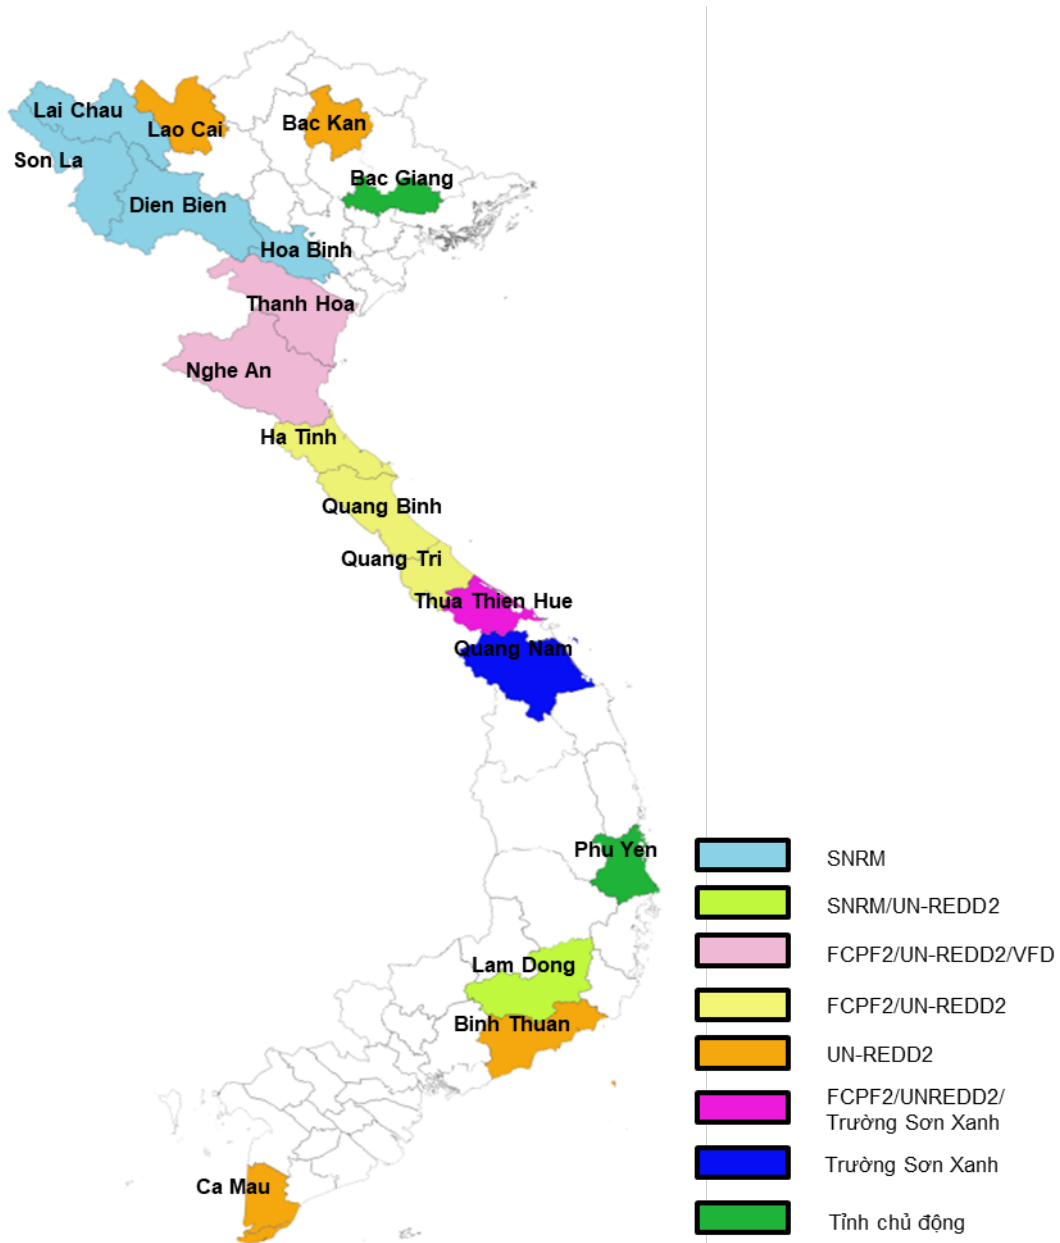 Lai Chau
Lao Cai
Bac Kan
Son La
Bac Giang
Dien Bien
Hoa Binh
Thanh Hoa
Nghe An
Ha Tinh
Quang Binh
Quang Tri
Thua Thien Hue
Quang Nam
Phu Yen
Lam Dong
Binh Thuan
Ca Mau
SNRM
SNRM/UN-REDD2
FCPF2/UN-REDD2/VFD
FCPF2/UN-REDD2
UN-REDD2
FCPF2/UNREDD2/
Trường Sơn Xanh
Trường Sơn Xanh
Tỉnh chủ động